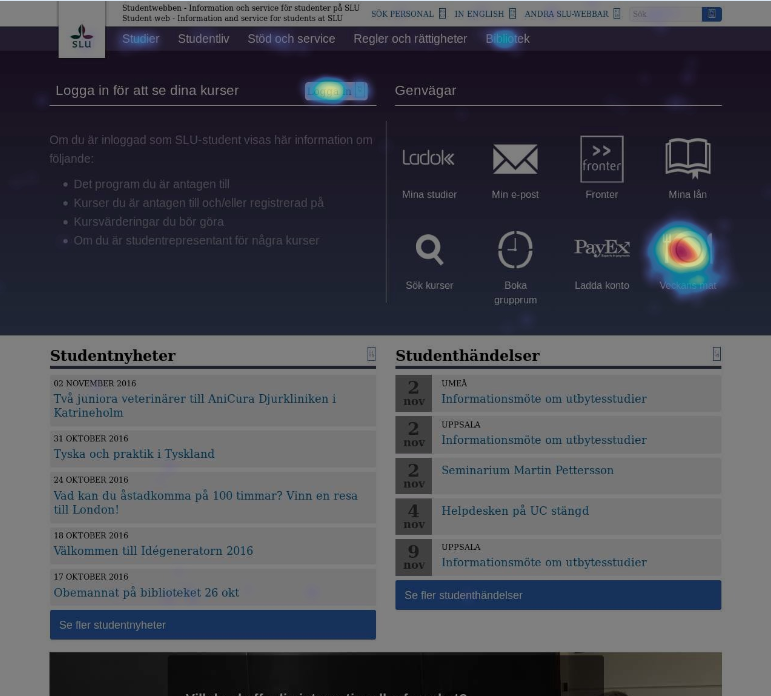 Studentwebben - Information och service för studenter på SLU
Student web - Information and service for students at SLU
SÖK PERSONAL
IN ENGLISH
ANDRA SLU-WEBBAR
Sök
SLU
Studier
Studentliv
Stöd och service
Regler och rättigheter
Bibliotek
Logga in för att se dina kurser
Logga in
Genvägar
Om du är inloggad som SLU-student visas här information om
följande:
Det program du är antagen till
Kurser du är antagen till och/eller registrerad på
Kursvärderingar du bör göra
Om du är studentrepresentant för några kurser
Ladok
fronter
Mina studier
Min e-post
Fronter
Mina lån
PayEx
Sök kurser
Boka
grupprum
Ladda konto
Veckans mat
Studentnyheter
02 NOVEMBER 2016
Två juniora veterinärer till AniCura Djurkliniken i
Katrineholm
31 OKTOBER 2016
Tyska och praktik i Tyskland
24 OKTOBER 2016
Vad kan du åstadkomma på 100 timmar? Vinn en resa
till London!
18 OKTOBER 2016
Välkommen till Idégeneratorn 2016
17 OKTOBER 2016
Obemannat på biblioteket 26 okt
Se fler studentnyheter
Studenthändelser
2
nov
UMEÅ
Informationsmöte om utbytesstudier
2
nov
UPPSALA
Informationsmöte om utbytesstudier
2
nov
Seminarium Martin Pettersson
4
nov
Helpdesken på UC stängd
9
nov
UPPSALA
Informationsmöte om utbytesstudier
Se fler studenthändelser